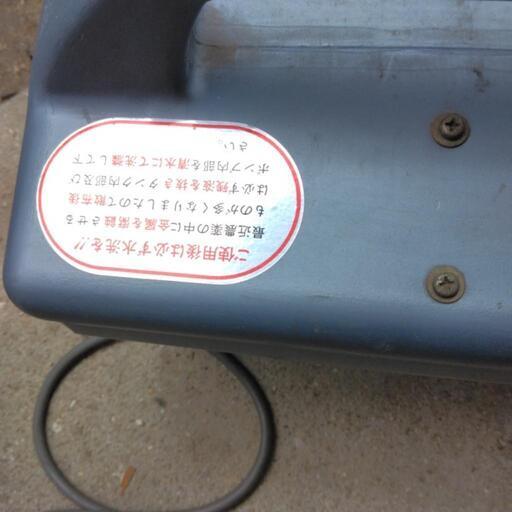 ご使用後は必ず水洗を!!
最近農薬の中に金属を腐蝕させる
ものが多くなりましたので散布後
は必ず残液を抜きタンク内部及び
ポンプ内部を清水にて洗滌して下
さい。